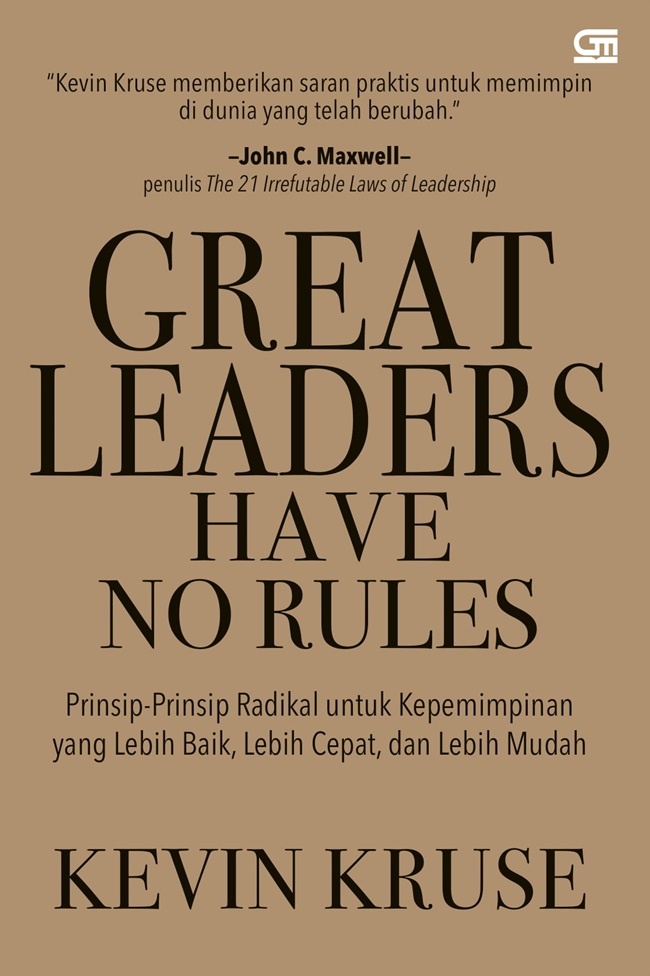 GM
“Kevin Kruse memberikan saran praktis untuk memimpin
di dunia yang telah berubah.”
–John C. Maxwell–
penulis The 21 Irrefutable Laws of Leadership
GREAT
LEADERS
HAVE
NO RULES
Prinsip-Prinsip Radikal untuk Kepemimpinan
yang Lebih Baik, Lebih Cepat, dan Lebih Mudah
KEVIN KRUSE